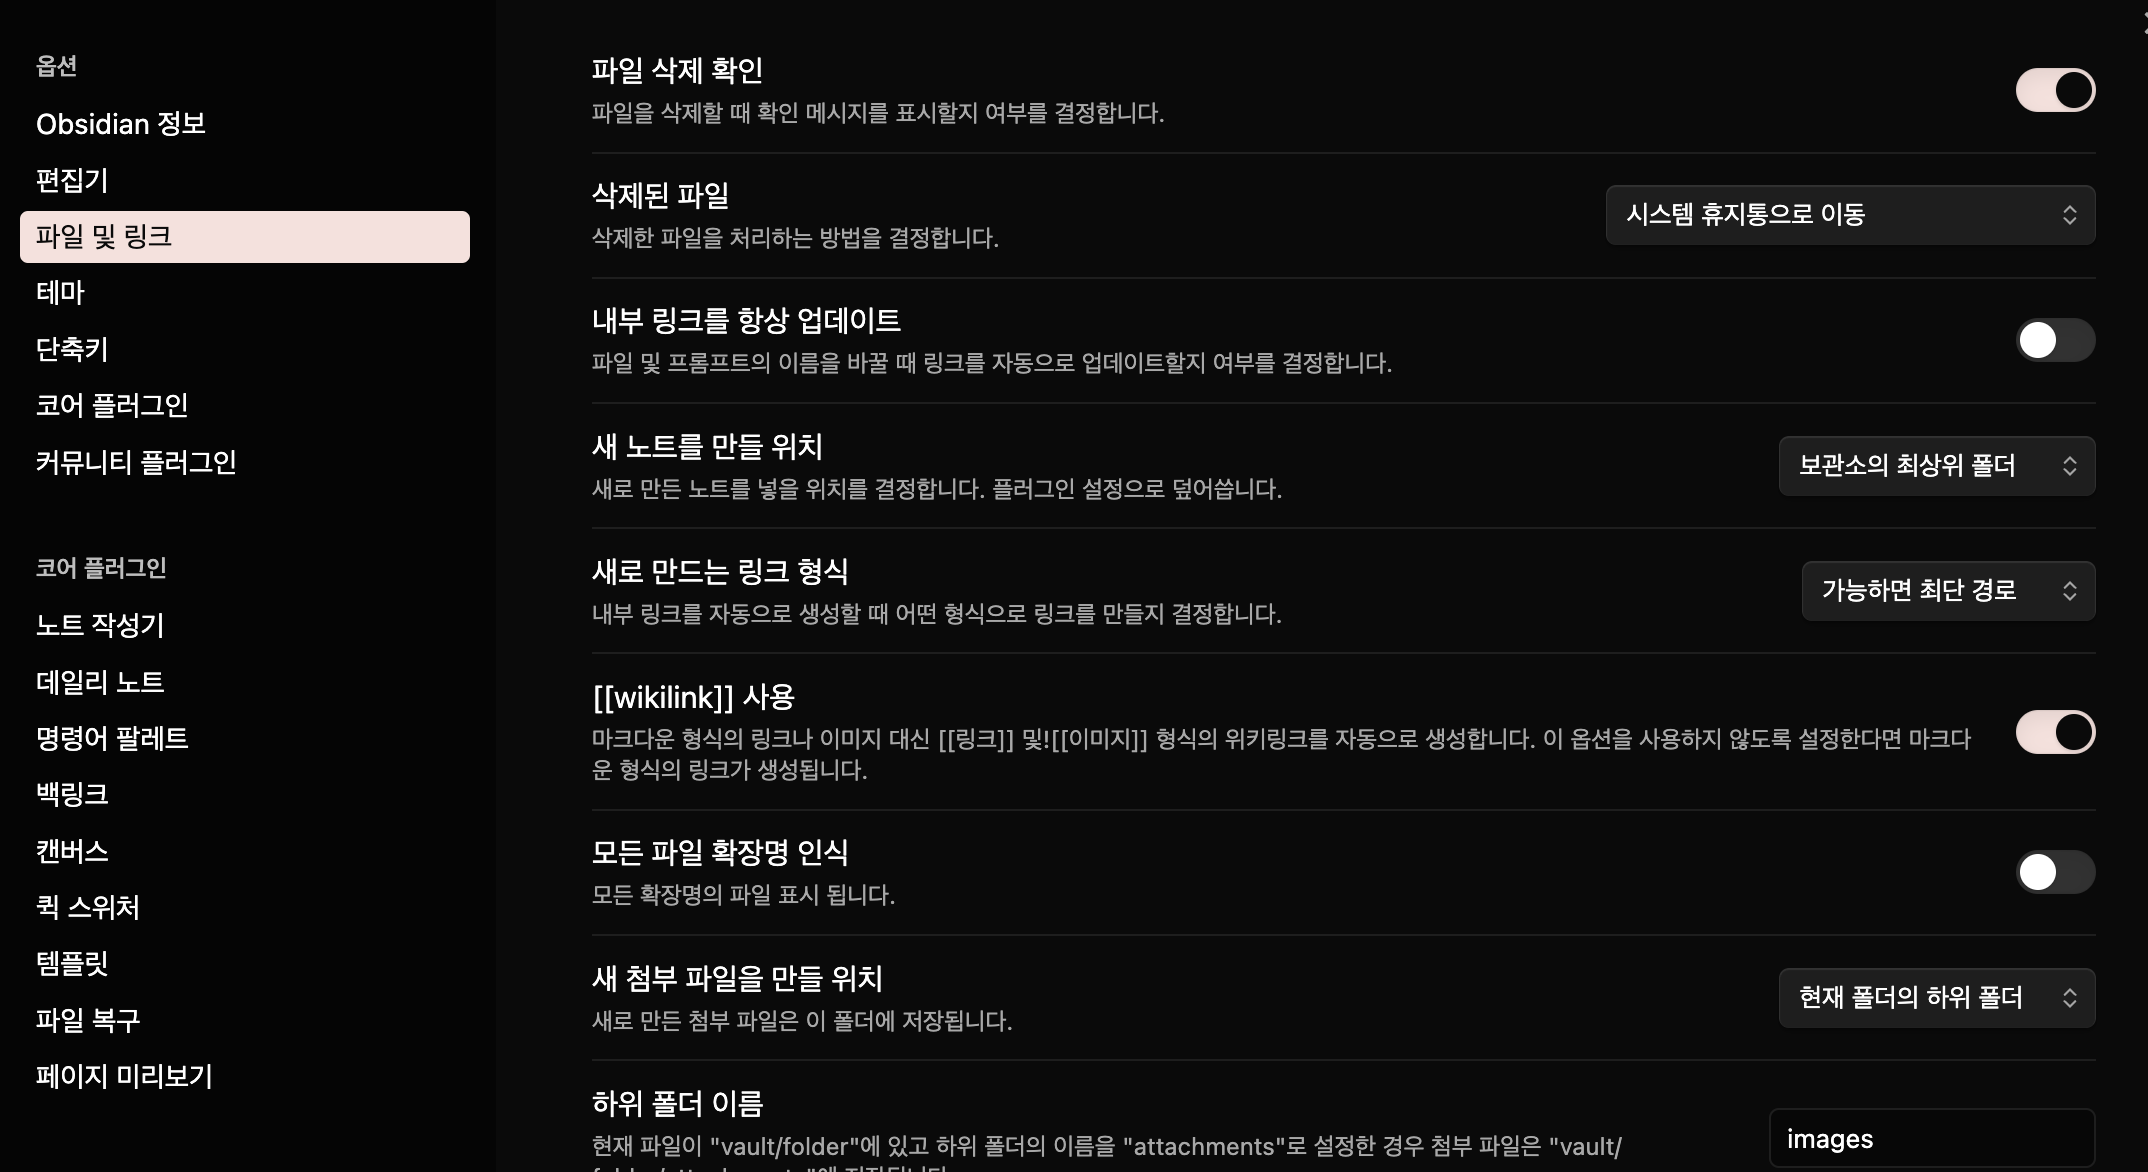 옵션
Obsidian 정보
편집기
파일 및 링크
테마
단축키
코어 플러그인
커뮤니티 플러그인
코어 플러그인
노트 작성기
데일리 노트
명령어 팔레트
백링크
캔버스
퀵 스위처
템플릿
파일 복구
페이지 미리보기
파일 삭제 확인
파일을 삭제할 때 확인 메시지를 표시할지 여부를 결정합니다.
삭제된 파일
삭제한 파일을 처리하는 방법을 결정합니다.
시스템 휴지통으로 이동
내부 링크를 항상 업데이트
파일 및 프롬프트의 이름을 바꿀 때 링크를 자동으로 업데이트할지 여부를 결정합니다.
새 노트를 만들 위치
새로 만든 노트를 넣을 위치를 결정합니다. 플러그인 설정으로 덮어씁니다.
보관소의 최상위 폴더
새로 만드는 링크 형식
내부 링크를 자동으로 생성할 때 어떤 형식으로 링크를 만들지 결정합니다.
가능하면 최단 경로
[[wikilink]] 사용
마크다운 형식의 링크나 이미지 대신 [[링크]] 및![[이미지]] 형식의 위키링크를 자동으로 생성합니다. 이 옵션을 사용하지 않도록 설정한다면 마크다
운 형식의 링크가 생성됩니다.
모든 파일 확장명 인식
모든 확장명의 파일 표시 됩니다.
새 첨부 파일을 만들 위치
새로 만든 첨부 파일은 이 폴더에 저장됩니다.
현재 폴더의 하위 폴더
하위 폴더 이름
현재 파일이 "vault/folder"에 있고 하위 폴더의 이름을 "attachments"로 설정한 경우 첨부 파일은 "vault/
images